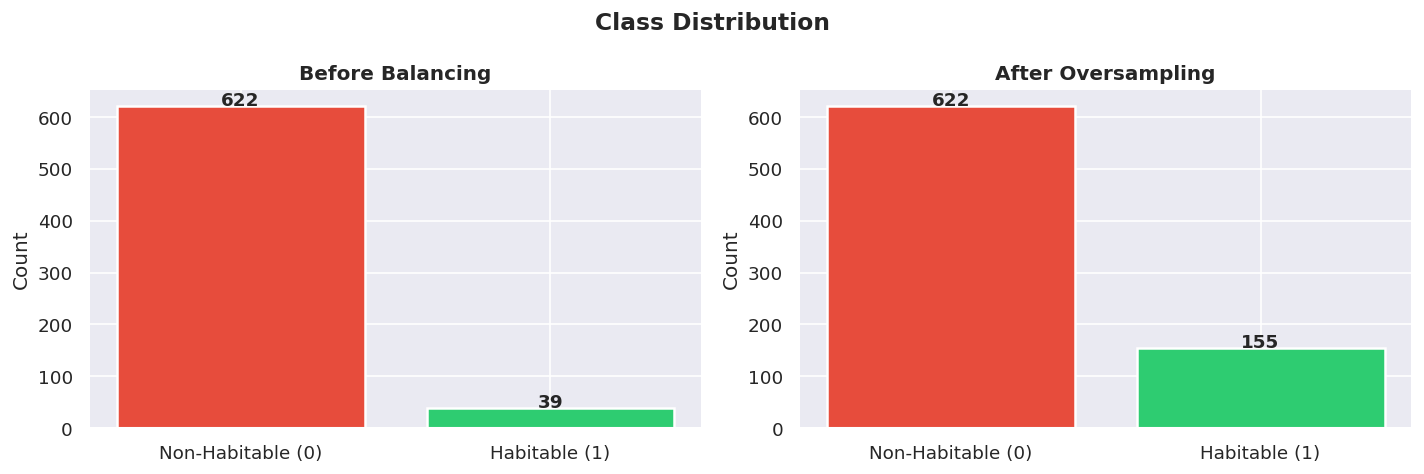 Class Distribution
Before Balancing
Count
600
500
400
300
200
100
0
622
39
Non-Habitable (0)
Habitable (1)
After Oversampling
Count
600
500
400
300
200
100
0
622
155
Non-Habitable (0)
Habitable (1)